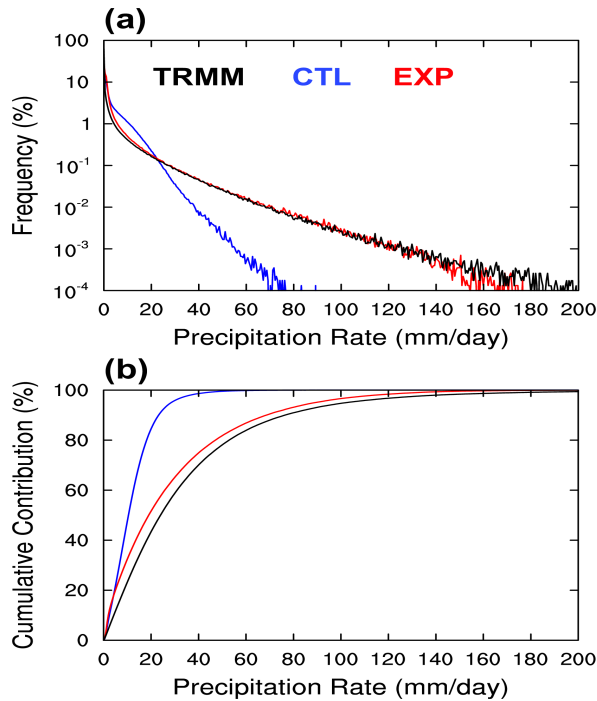 (a)
Frequency (%)
100
10
1
10⁻¹
10⁻²
10⁻³
10⁻⁴
TRMM CTL EXP
0 20 40 60 80 100 120 140 160 180 200
Precipitation Rate (mm/day)
(b)
Cumulative Contribution (%)
100
80
60
40
20
0
0 20 40 60 80 100 120 140 160 180 200
Precipitation Rate (mm/day)